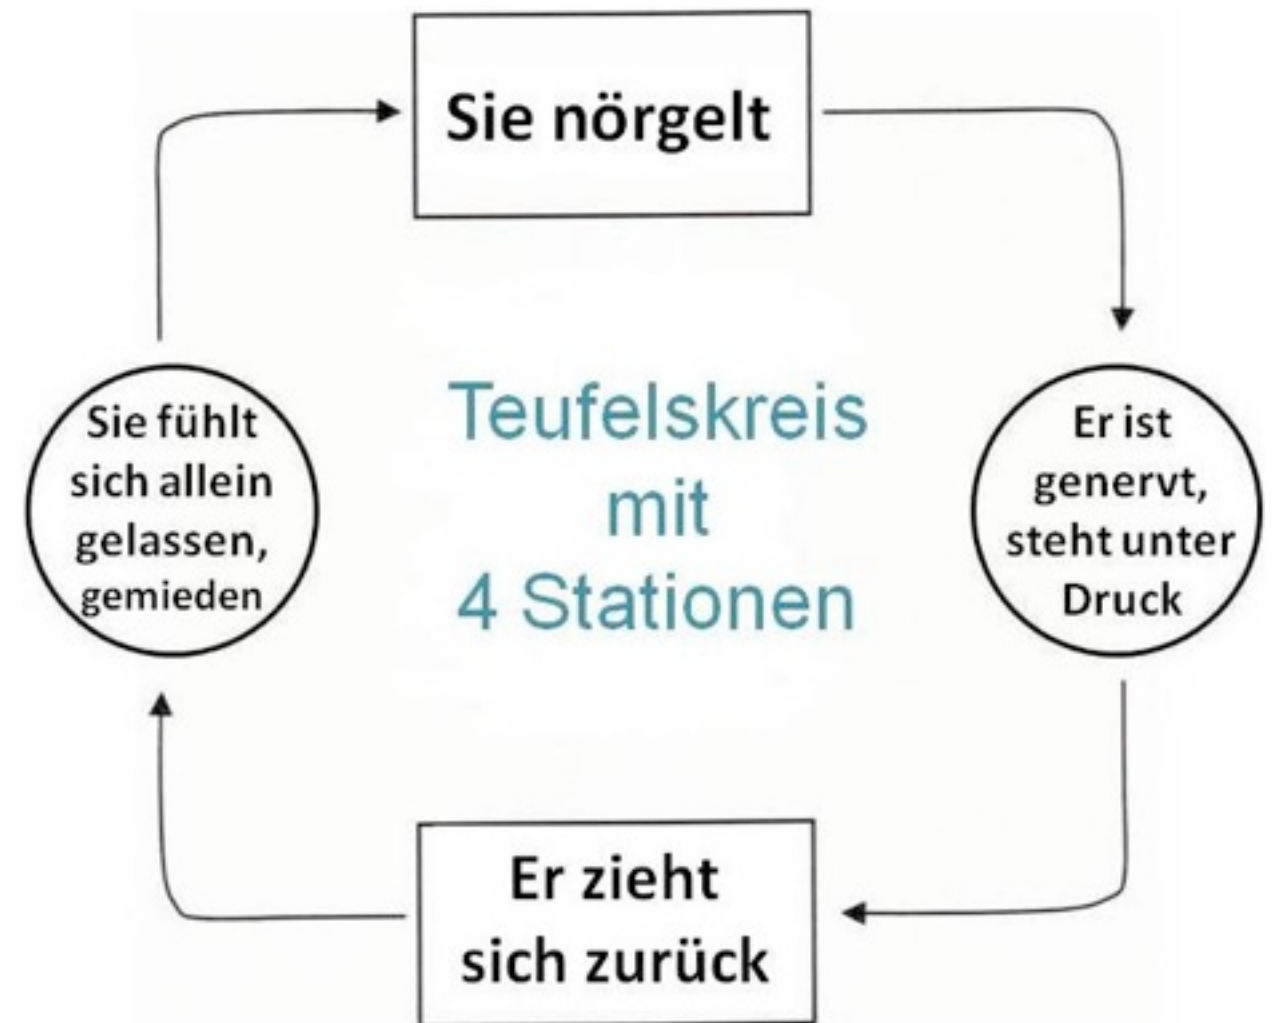 Sie nörgelt
Er ist
genervt,
steht unter
Druck
Er zieht
sich zurück
Sie fühlt
sich allein
gelassen,
gemieden
Teufelskreis
mit
4 Stationen